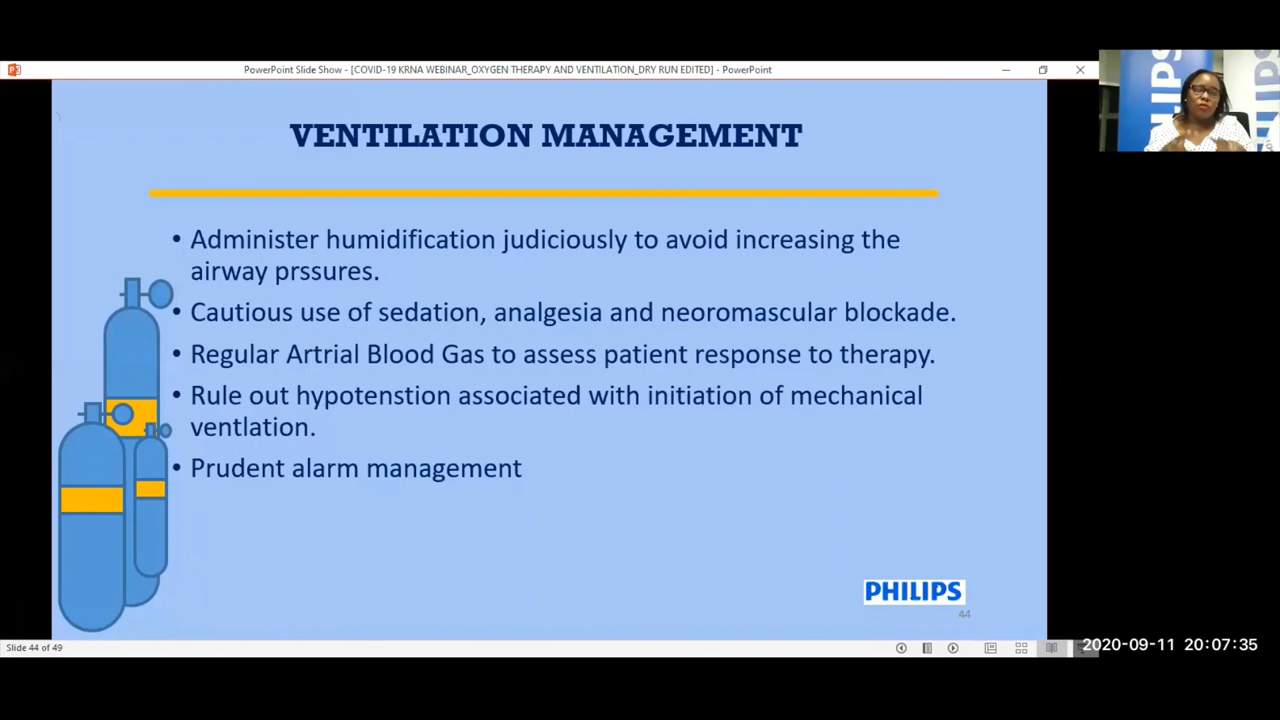 PowerPoint Slide Show - [COVID-19 KRNA WEBINAR_OXYGEN THERAPY AND VENTILATION_DRY RUN EDITED] - PowerPoint
VENTILATION MANAGEMENT
• Administer humidification judiciously to avoid increasing the
airway prssures.
• Cautious use of sedation, analgesia and neoromascular blockade.
• Regular Artrial Blood Gas to assess patient response to therapy.
• Rule out hypotenstion associated with initiation of mechanical
ventlation.
• Prudent alarm management
PHILIPS
44
Slide 44 of 49
2020-09-11 20:07:35